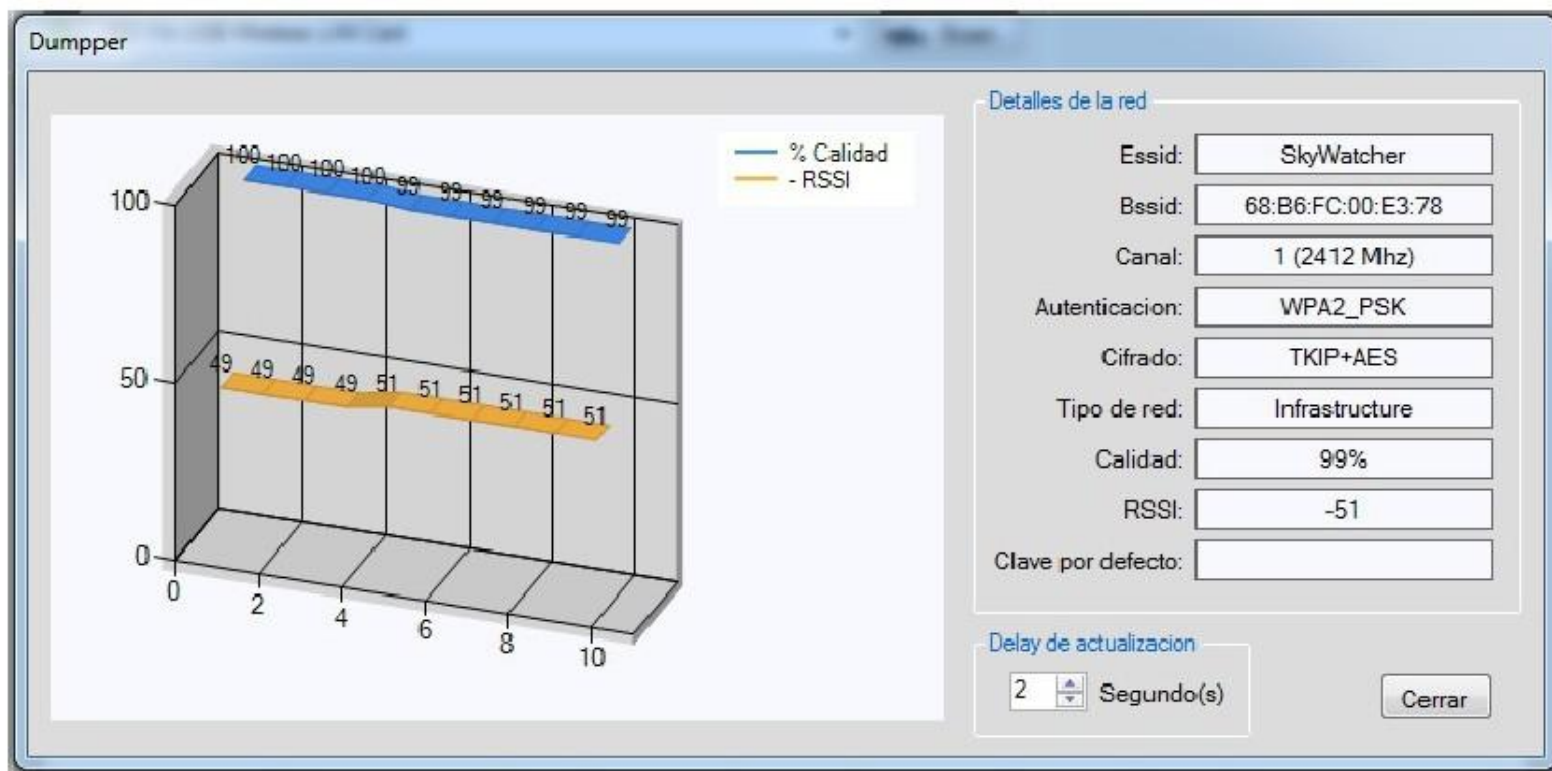 Dumpper
% Calidad
- RSSI
100 100 100 100 99 99 99 99 99 99
100
49 49 49 49 51 51 51 51 51 51
50
0
0 2 4 6 8 10
Detalles de la red
Essid: SkyWatcher
Bssid: 68:B6:FC:00:E3:78
Canal: 1 (2412 Mhz)
Autenticacion: WPA2_PSK
Cifrado: TKIP+AES
Tipo de red: Infrastructure
Calidad: 99%
RSSI: -51
Clave por defecto:
Delay de actualizacion
2 Segundo(s)
Cerrar